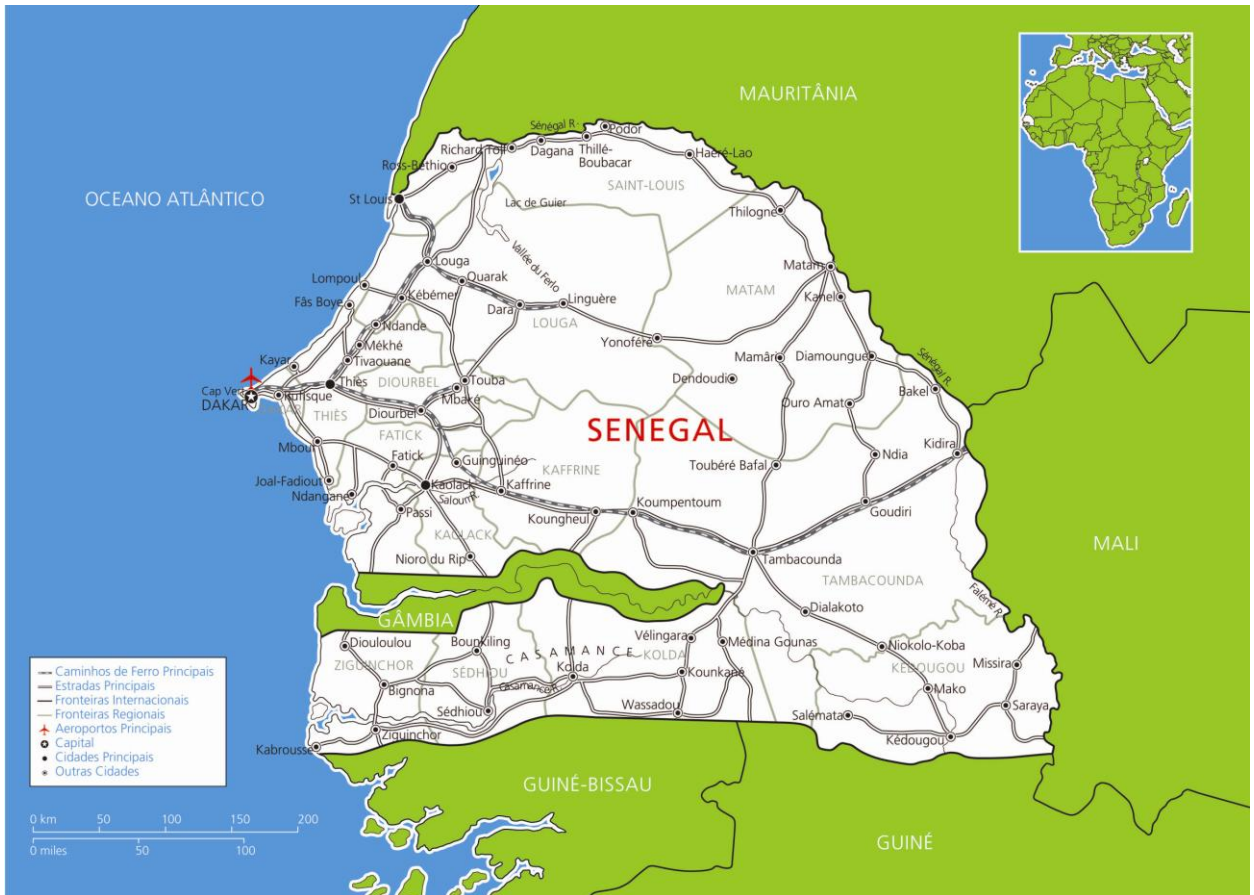 MAURITÂNIA
OCEANO ATLÂNTICO
Sénégal R.
Podor
Richard Toll
Dagana
Thillé-
Boubacar
Haéré-Lao
Ross-Béthio
SAINT-LOUIS
St Louis
Lac de Guier
Thilogne
Vallée du Ferlo
Louga
Matam
Lompoul
Quarak
Kanel
Fâs Boye
Kébémer
Dara
Linguère
MATAM
LOUGA
Ndande
Yonoféré
Mékhé
Mamâr
Diamoungue
Sénégal R.
Kayar
Tivaouane
Cap Ve
Thiès
DIOURBEL
Touba
Dendoudi
Bakel
DAKAR
Rufisque
Mbaké
Ouro Amat
THIÈS
Diourbel
SENEGAL
Mbour
FATICK
Kidira
Fatick
Guinguinéo
KAFFRINE
Toubéré Bafal
Ndia
Joal-Fadiout
Kaolack
Kaffrine
Ndangane
Saloum R.
Koumpentoum
Passi
Koungheul
Goudiri
KAOLACK
MALI
Nioro du Rip
Tambacounda
TAMBACOUNDA
Falémé R.
GÂMBIA
Dialakoto
Diouloulou
Bounkiling
Vélingara
Médina Gounas
Niokolo-Koba
CASAMANCE
ZIGUINCHOR
SÉDHIOU
Kolda
KOLDA
Missira
KÉDOUGOU
Bignona
Casamance R.
Kounkané
Mako
Sédhiou
Wassadou
Salémata
Saraya
Ziguinchor
Kédougou
Kabrousse
GUINÉ-BISSAU
GUINÉ
Caminhos de Ferro Principais
Estradas Principais
Fronteiras Internacionais
Fronteiras Regionais
Aeroportos Principais
Capital
Cidades Principais
Outras Cidades
0 km 50 100 150 200
0 miles 50 100